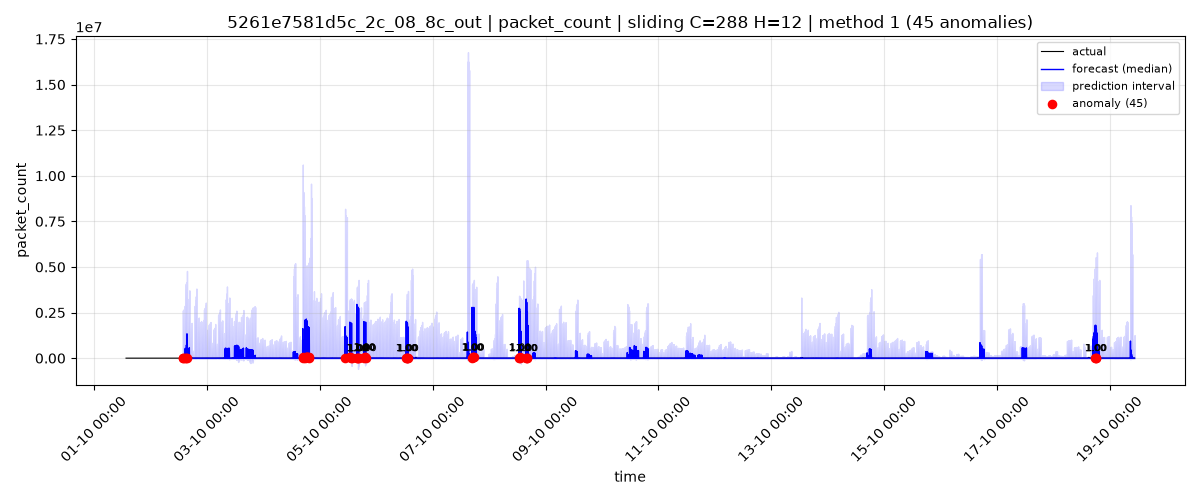 5261e7581d5c_2c_08_8c_out | packet_count | sliding C=288 H=12 | method 1 (45 anomalies)
1e7
1.75
1.50
1.25
1.00
0.75
0.50
0.25
0.00
packet_count
actual
forecast (median)
prediction interval
anomaly (45)
1.00
1.00
1.00
01-10 00:00
03-10 00:00
05-10 00:00
07-10 00:00
09-10 00:00
11-10 00:00
13-10 00:00
15-10 00:00
17-10 00:00
19-10 00:00
time